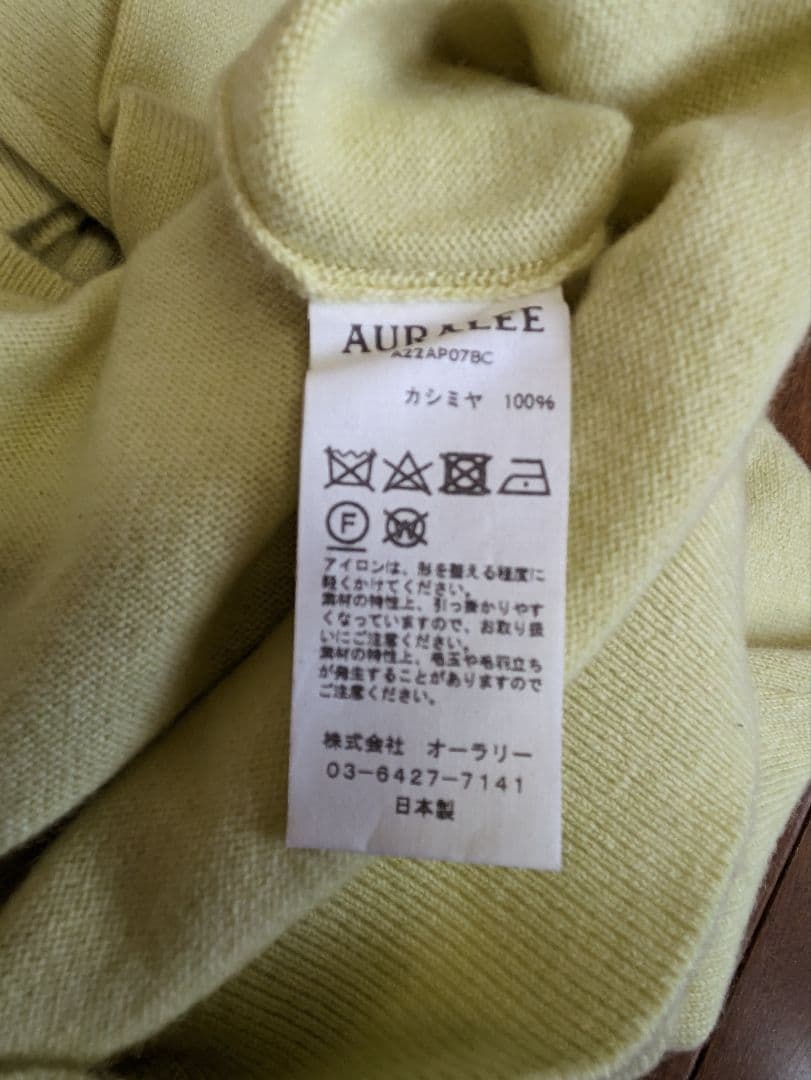 AURALEE
A22AP07BC
カシミヤ 100%
F
W
アイロンは、形を整える程度に
軽くかけてください。
素材の特性上、引っ掛かりやす
くなっていますので、お取り扱
いにご注意ください。
素材の特性上、毛玉や毛羽立ち
が発生することがありますので
ご注意ください。
株式会社 オーラリー
03-6427-7141
日本製